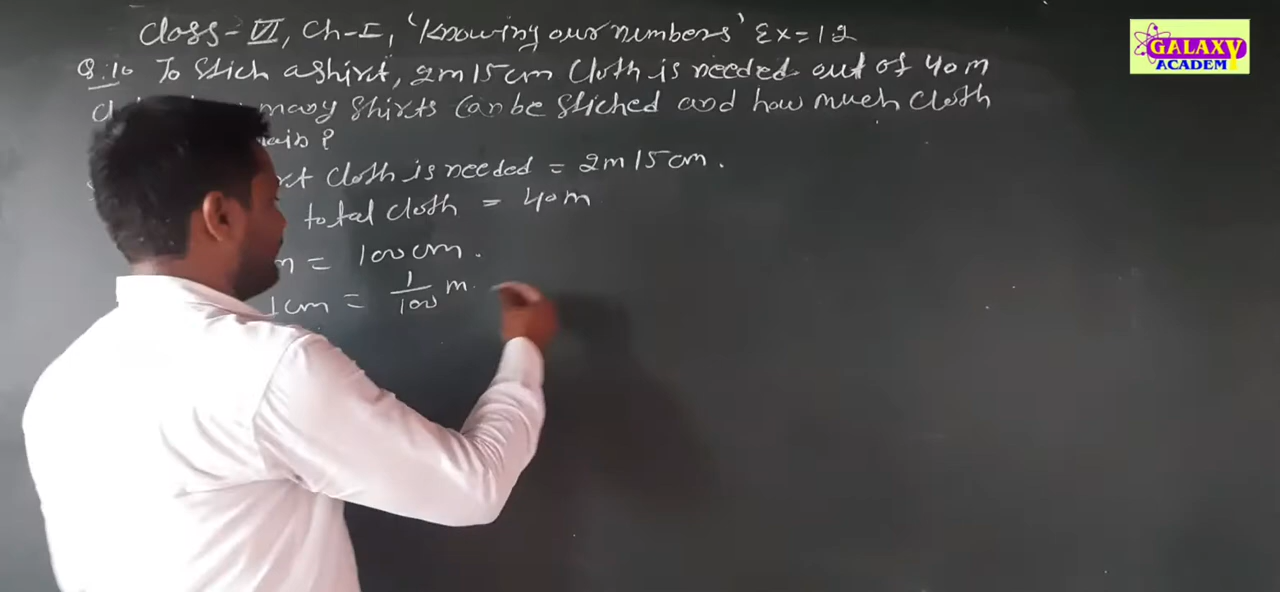 Class-VI, Ch-I, 'Knowing our numbers' Ex=12
Q.10 To Stich a shirt, 2m 15cm Cloth is needed out of 40m
many Shirts can be Stiched and how much Cloth
?
Cloth is needed = 2m 15cm.
total cloth = 40m
= 100cm.
1cm = 1/100 m.
GALAXY
ACADEM